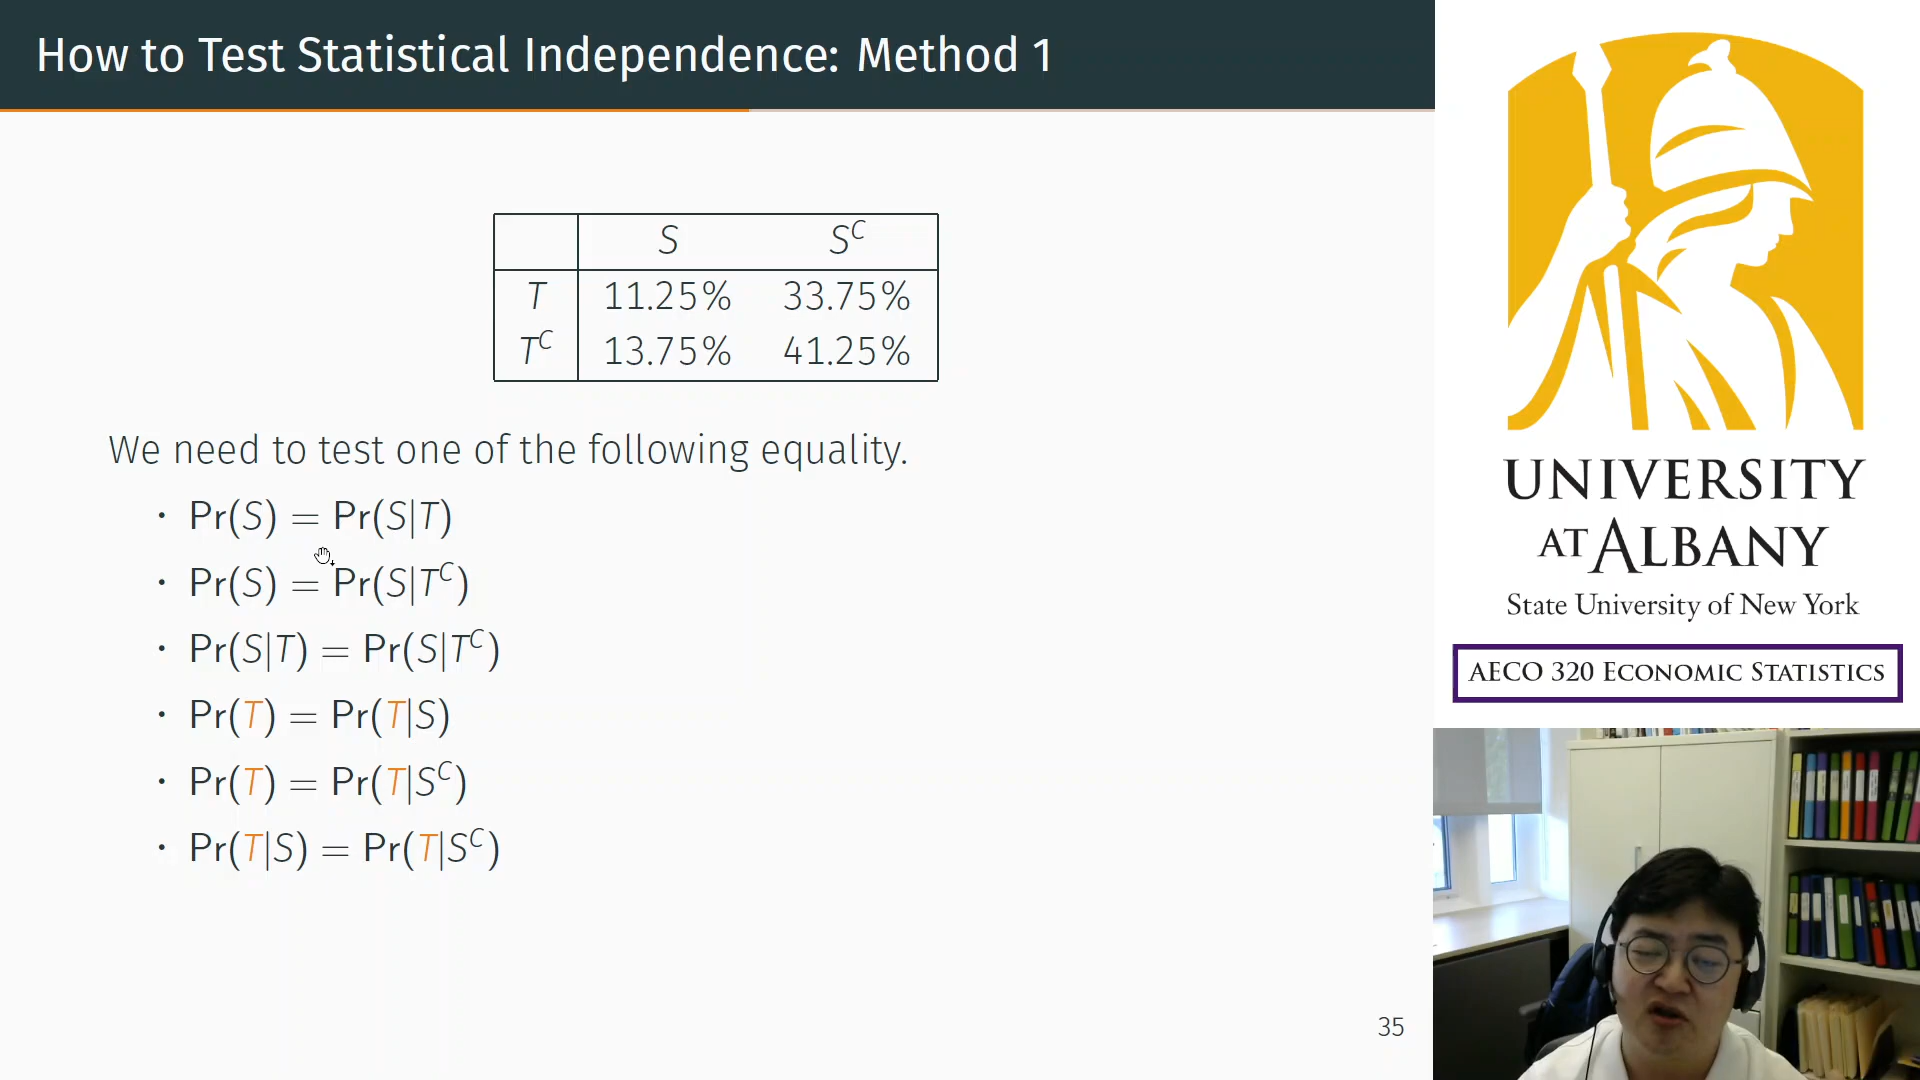 How to Test Statistical Independence: Method 1
S S^C
T 11.25% 33.75%
T^C 13.75% 41.25%
We need to test one of the following equality.
• Pr(S) = Pr(S|T)
• Pr(S) = Pr(S|T^C)
• Pr(S|T) = Pr(S|T^C)
• Pr(T) = Pr(T|S)
• Pr(T) = Pr(T|S^C)
• Pr(T|S) = Pr(T|S^C)
35
UNIVERSITY
AT ALBANY
State University of New York
AECO 320 ECONOMIC STATISTICS